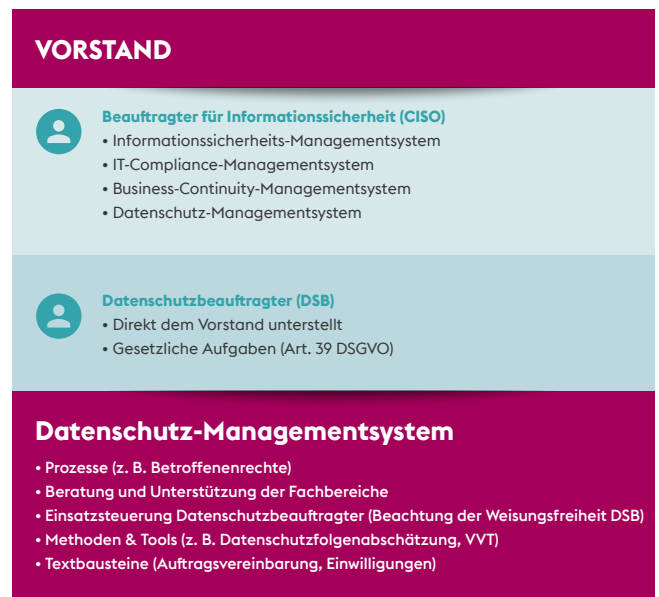 VORSTAND
Beauftragter für Informationssicherheit (CISO)
• Informationssicherheits-Managementsystem
• IT-Compliance-Managementsystem
• Business-Continuity-Managementsystem
• Datenschutz-Managementsystem
Datenschutzbeauftragter (DSB)
• Direkt dem Vorstand unterstellt
• Gesetzliche Aufgaben (Art. 39 DSGVO)
Datenschutz-Managementsystem
• Prozesse (z. B. Betroffenenrechte)
• Beratung und Unterstützung der Fachbereiche
• Einsatzsteuerung Datenschutzbeauftragter (Beachtung der Weisungsfreiheit DSB)
• Methoden & Tools (z. B. Datenschutzfolgenabschätzung, VVT)
• Textbausteine (Auftragsvereinbarung, Einwilligungen)